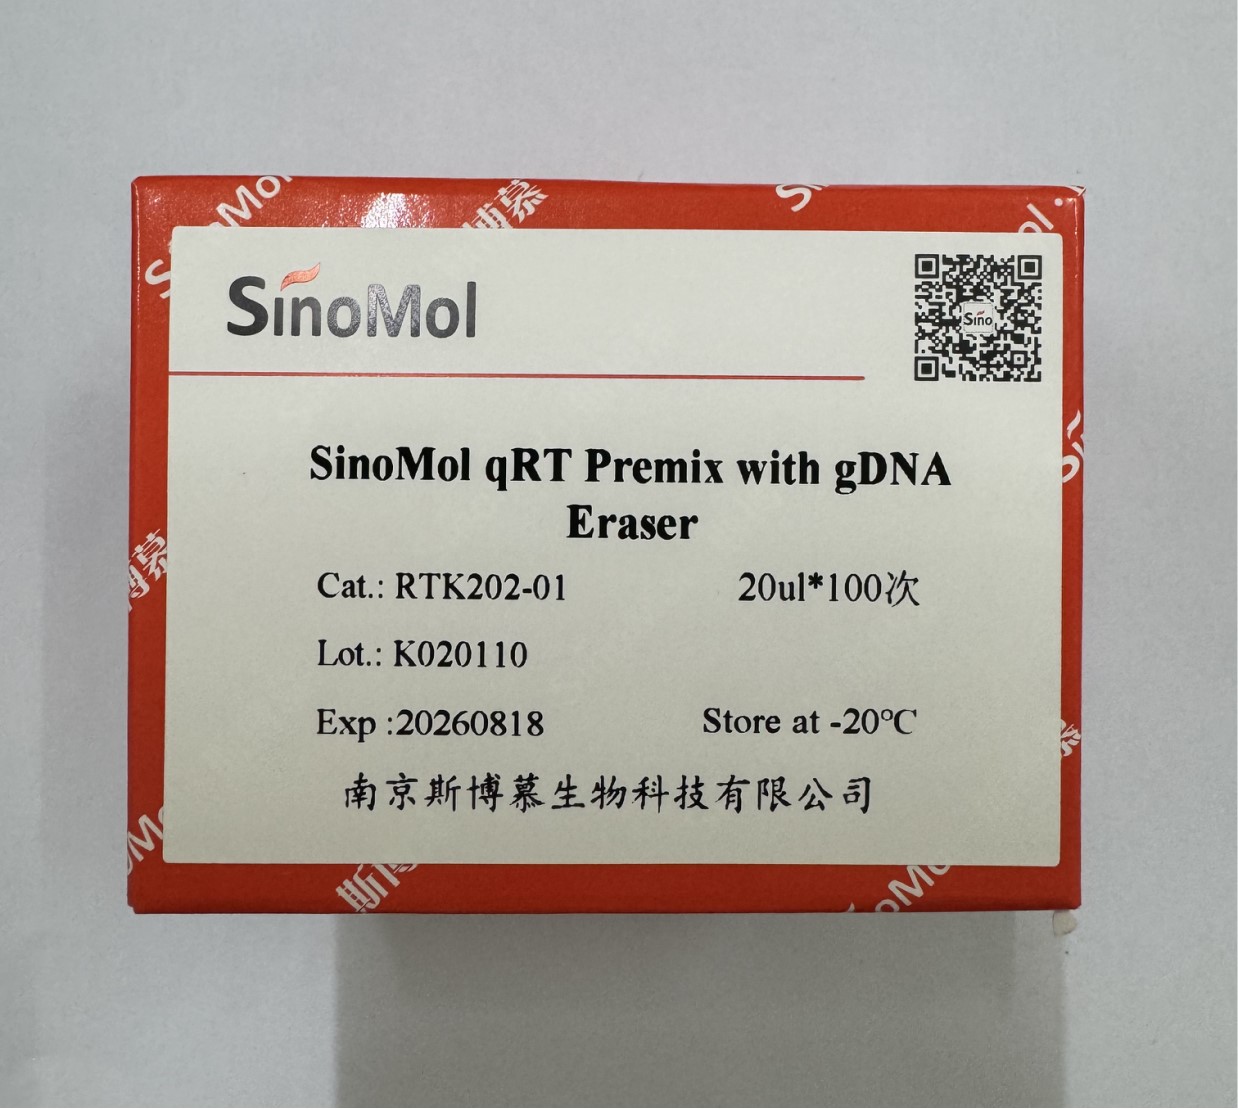 SinoMol
Sino
SinoMol qRT Premix with gDNA
Eraser
Cat.: RTK202-01 20ul*100次
Lot.: K020110
Exp :20260818 Store at -20℃
南京斯博慕生物科技有限公司